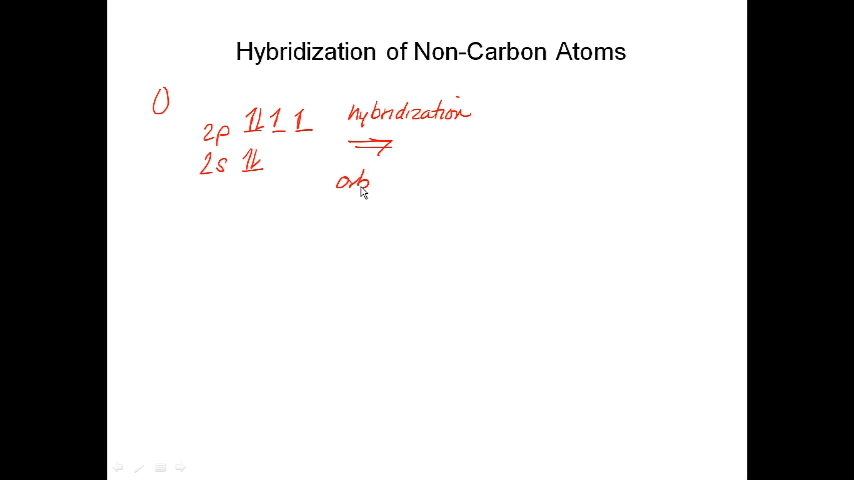 Hybridization of Non-Carbon Atoms
O
2p ⥮ ↿ ↿ hybridization
2s ⥮
orb